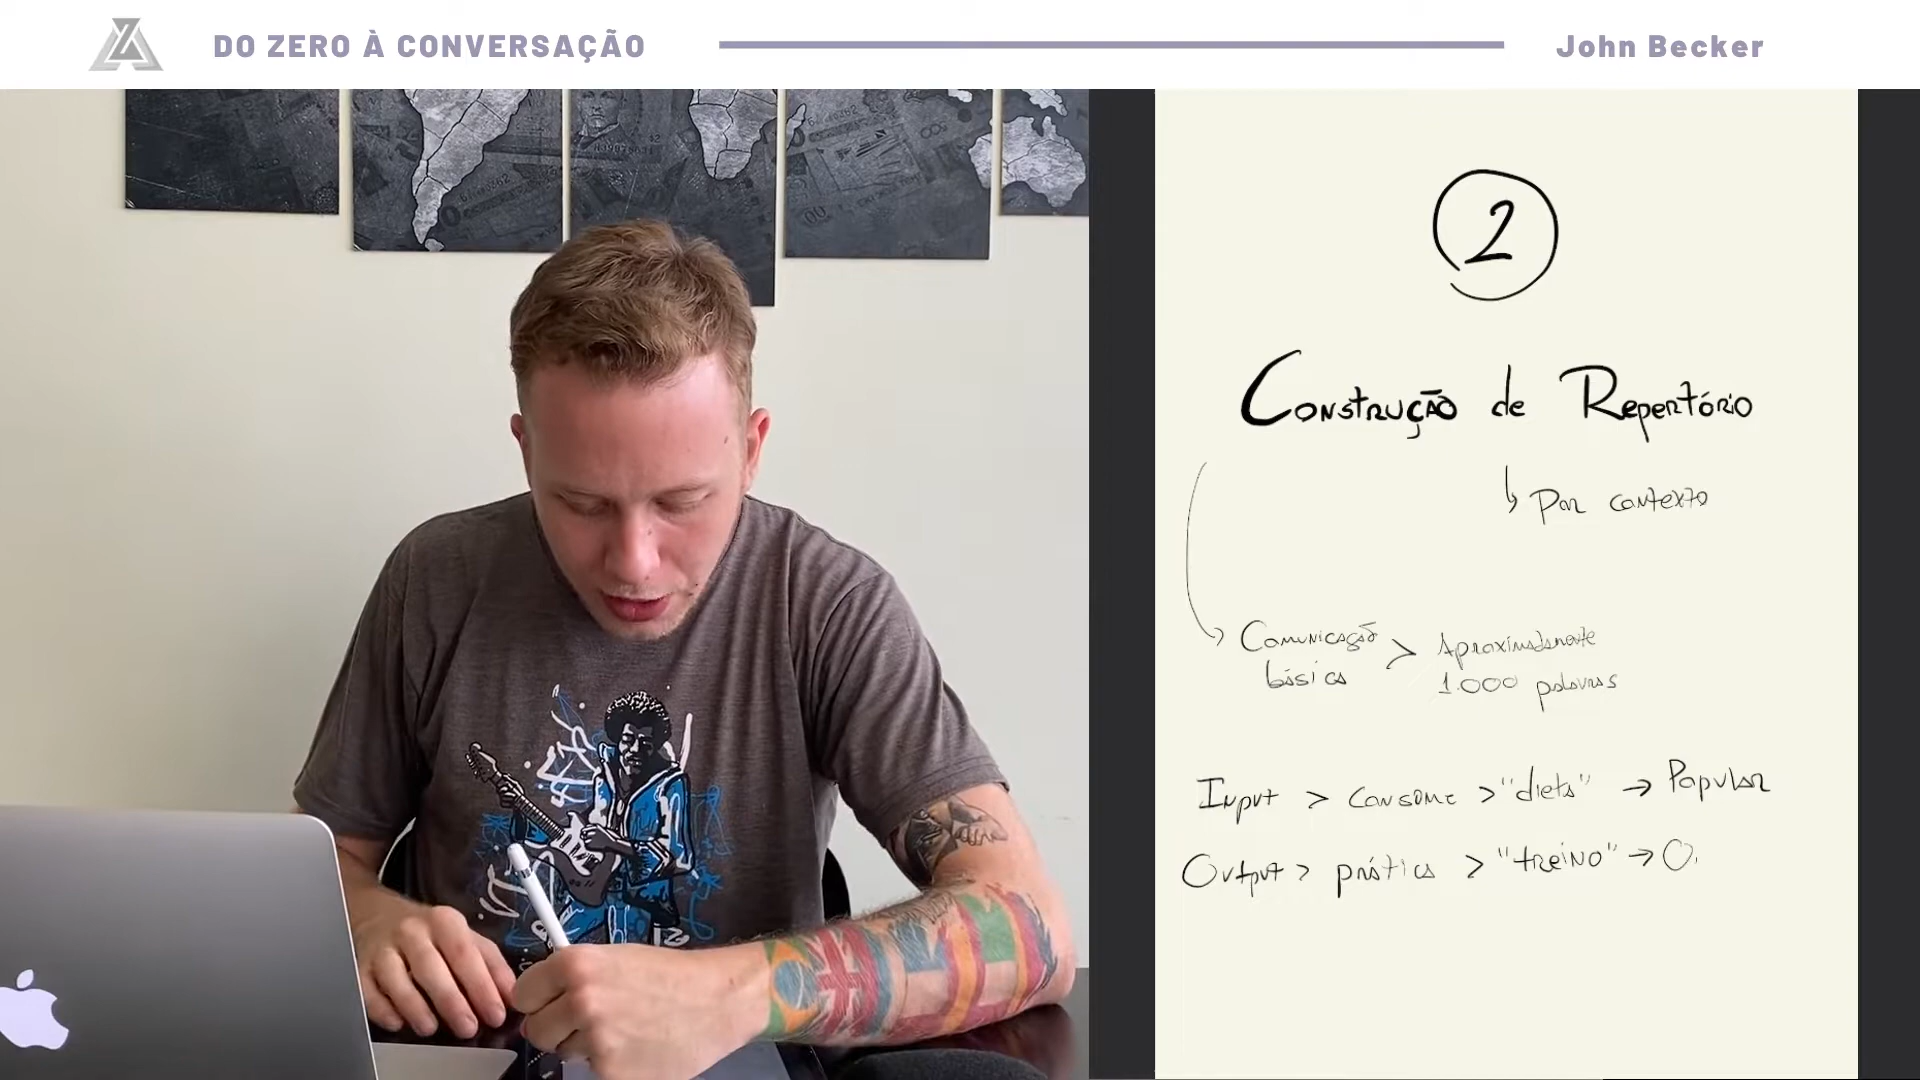 DO ZERO À CONVERSAÇÃO
John Becker
2
Construção de Repertório
↳ Por contexto
Comunicação > Aproximadamente
básica 1.000 palavras
Input > consome > "dieta" → Popular
Output > prática > "treino" → O